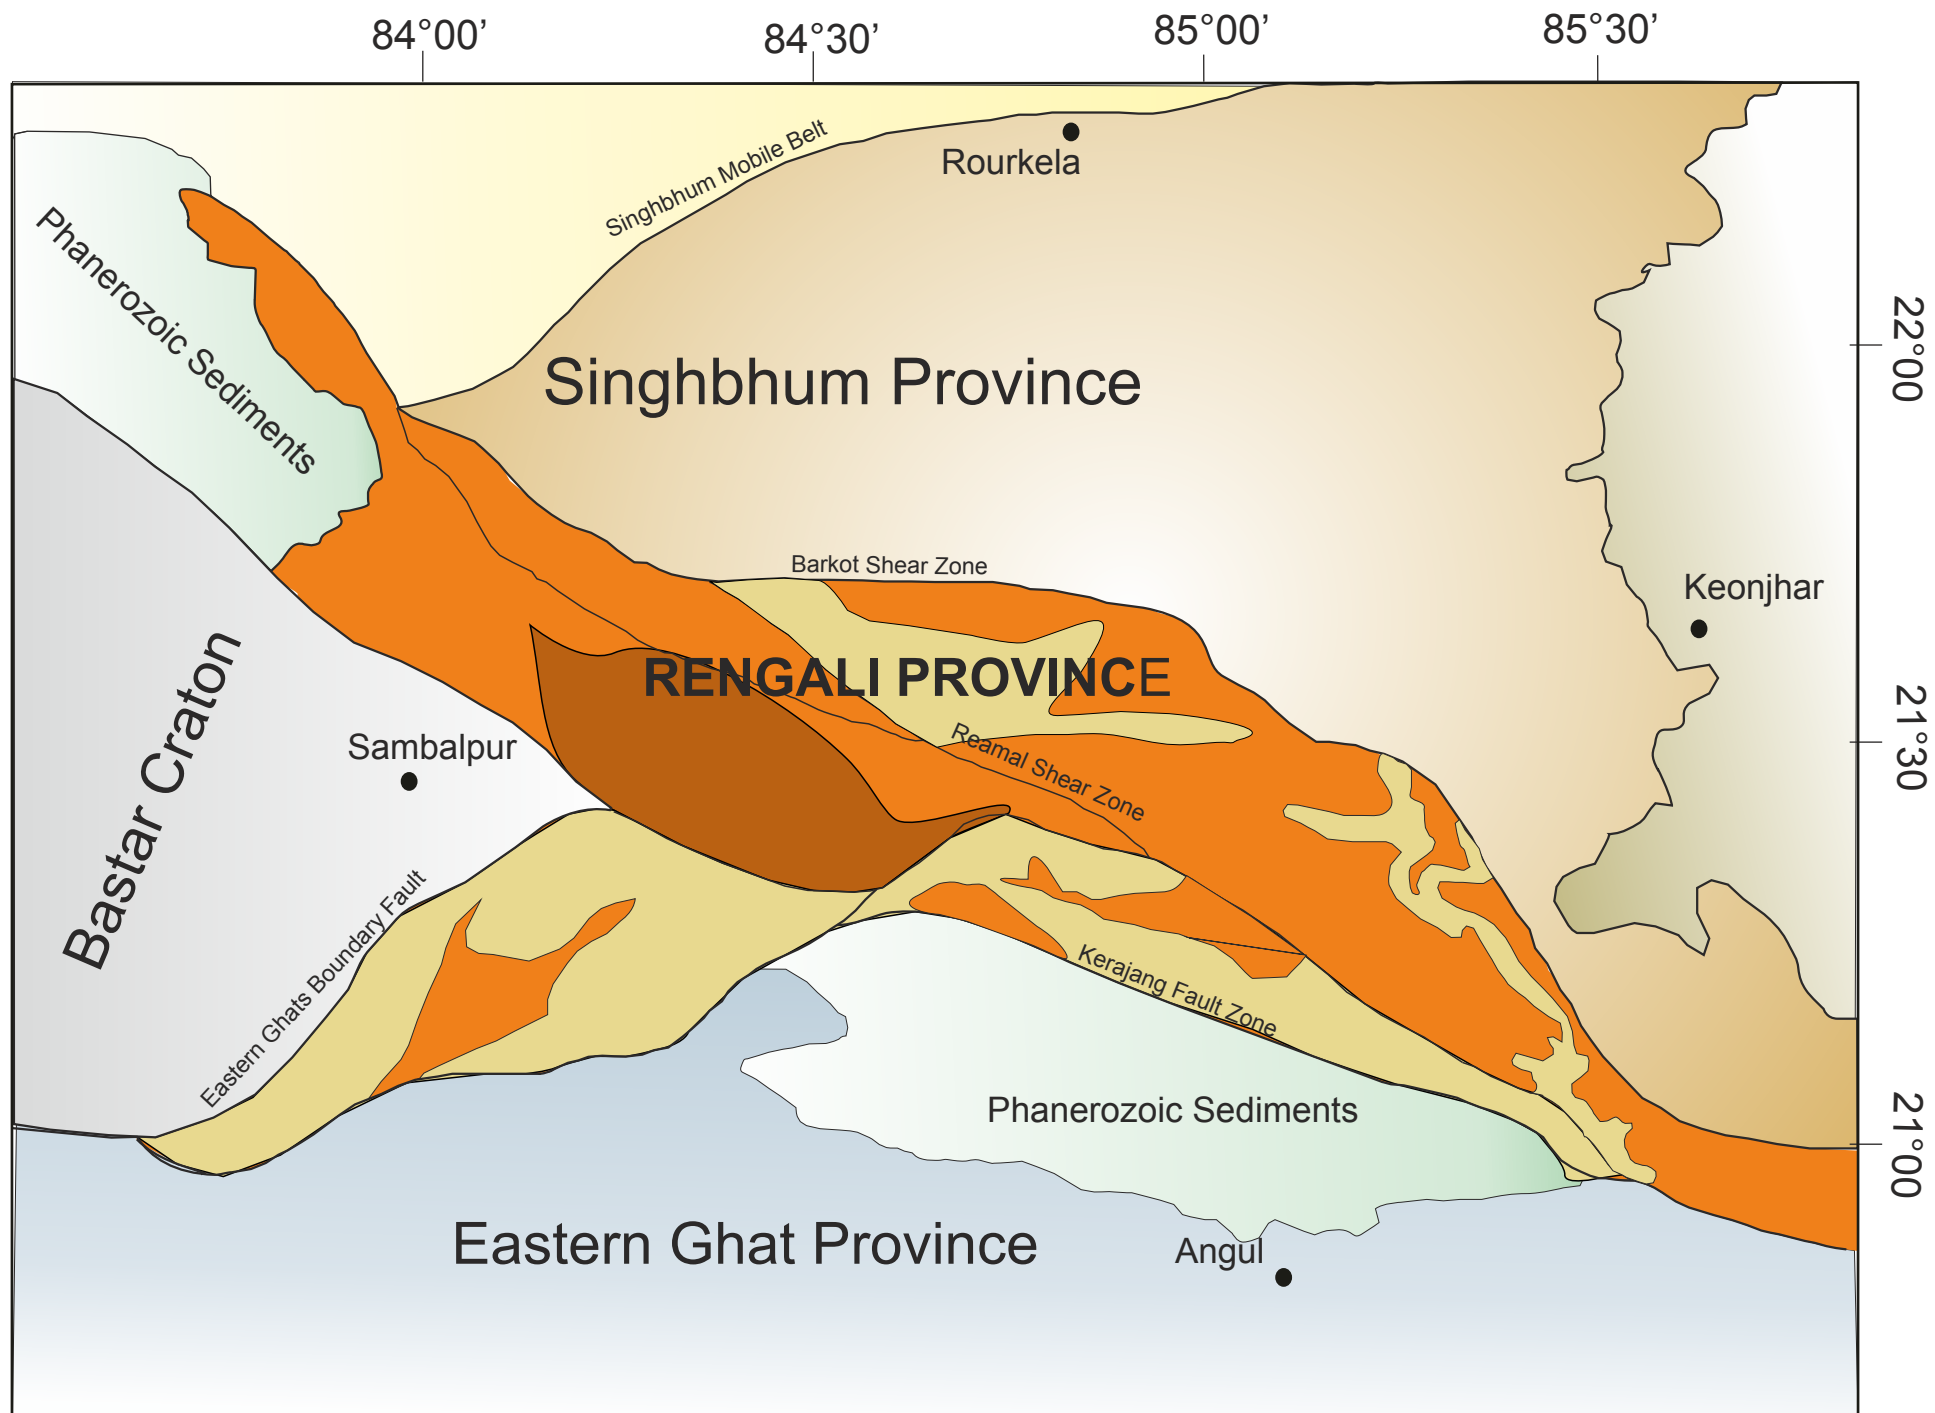 84°00’
84°30’
85°00’
85°30’
Singhbhum Mobile Belt
Rourkela
Phanerozoic Sediments
22°00
Singhbhum Province
Barkot Shear Zone
Keonjhar
RENGALI PROVINCE
Bastar Craton
Sambalpur
Reamal Shear Zone
21°30
Eastern Ghats Boundary Fault
Kerajang Fault Zone
Phanerozoic Sediments
21°00
Eastern Ghat Province
Angul